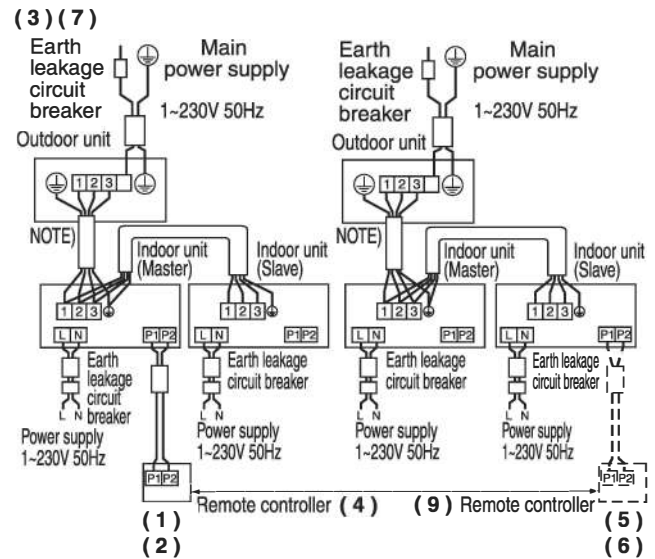 (3)(7)
Earth leakage circuit breaker
Main power supply
1~230V 50Hz
Outdoor unit
1 2 3
NOTE)
Indoor unit (Master)
Indoor unit (Slave)
1 2 3
L N
P1 P2
1 2 3
L N
P1 P2
Earth leakage circuit breaker
L N
Power supply
1~230V 50Hz
Earth leakage circuit breaker
L N
Power supply
1~230V 50Hz
P1 P2
Earth leakage circuit breaker
Main power supply
1~230V 50Hz
Outdoor unit
1 2 3
NOTE)
Indoor unit (Master)
Indoor unit (Slave)
1 2 3
L N
P1 P2
1 2 3
L N
P1 P2
Earth leakage circuit breaker
L N
Power supply
1~230V 50Hz
Earth leakage circuit breaker
L N
Power supply
1~230V 50Hz
P1 P2
Remote controller (4)
(9) Remote controller
(1)
(2)
(5)
(6)